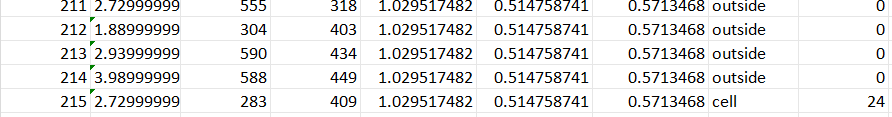 211 2.72999999 555 318 1.029517482 0.514758741 0.5713468 outside 0
212 1.88999999 304 403 1.029517482 0.514758741 0.5713468 outside 0
213 2.93999999 590 434 1.029517482 0.514758741 0.5713468 outside 0
214 3.98999999 588 449 1.029517482 0.514758741 0.5713468 outside 0
215 2.72999999 283 409 1.029517482 0.514758741 0.5713468 cell 24